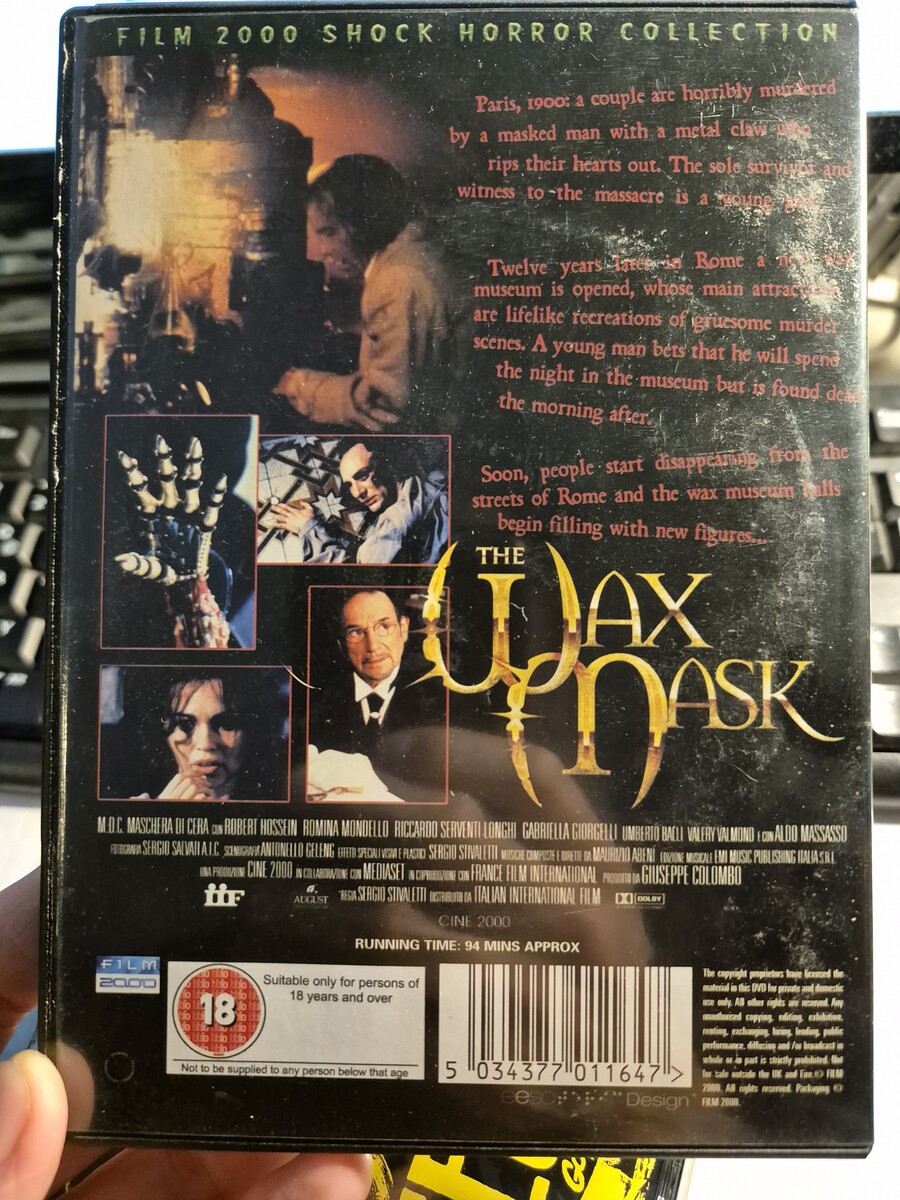 FILM 2000 SHOCK HORROR COLLECTION
Paris, 1900: a couple are horribly murdered
by a masked man with a metal claw who
rips their hearts out. The sole survivor and
witness to the massacre is a young girl.
Twelve years later in Rome a new wax
museum is opened, whose main attractions
are lifelike recreations of gruesome murder
scenes. A young man bets that he will spend
the night in the museum but is found dead
the morning after.
Soon, people start disappearing from the
streets of Rome and the wax museum halls
begin filling with new figures...
THE
WAX
MASK
M.D.C. MASCHERA DI CERA CON ROBERT HOSSEIN ROMINA MONDELLO RICCARDO SERVENTI LONGHI GABRIELLA GIORGELLI UMBERTO BALLI VALERY VALMOND E CON ALDO MASSASSO
FOTOGRAFIA SERGIO SALVATI A.I.C. SCENOGRAFIA ANTONELLO GELENG EFFETTI SPECIALI VISIVI E PLASTICI SERGIO STIVALETTI MUSICHE COMPOSTE E DIRETTE DA MAURIZIO ABENI EDIZIONE MUSICALE EMI MUSIC PUBLISHING ITALIA S.R.L.
UNA PRODUZIONE CINE 2000 IN COLLABORAZIONE CON MEDIASET IN COPRODUZIONE CON FRANCE FILM INTERNATIONAL PRODOTTO DA GIUSEPPE COLOMBO
iiF AUGUST REGIA SERGIO STIVALETTI DISTRIBUITO DA ITALIAN INTERNATIONAL FILM DOLBY
CINE 2000
RUNNING TIME: 94 MINS APPROX
FILM
2000
18
Suitable only for persons of
18 years and over
Not to be supplied to any person below that age
5 034377 011647 >
eeso Design
The copyright proprietors have licensed the
material in this DVD for private and domestic
use only. All other rights are reserved. Any
unauthorised copying, editing, exhibition,
renting, exchanging, hiring, lending, public
performance, diffusing and /or broadcast in
whole or in part is strictly prohibited. Not
for sale outside the UK and Eire.© FILM
2000. All rights reserved. Packaging ©
FILM 2000.